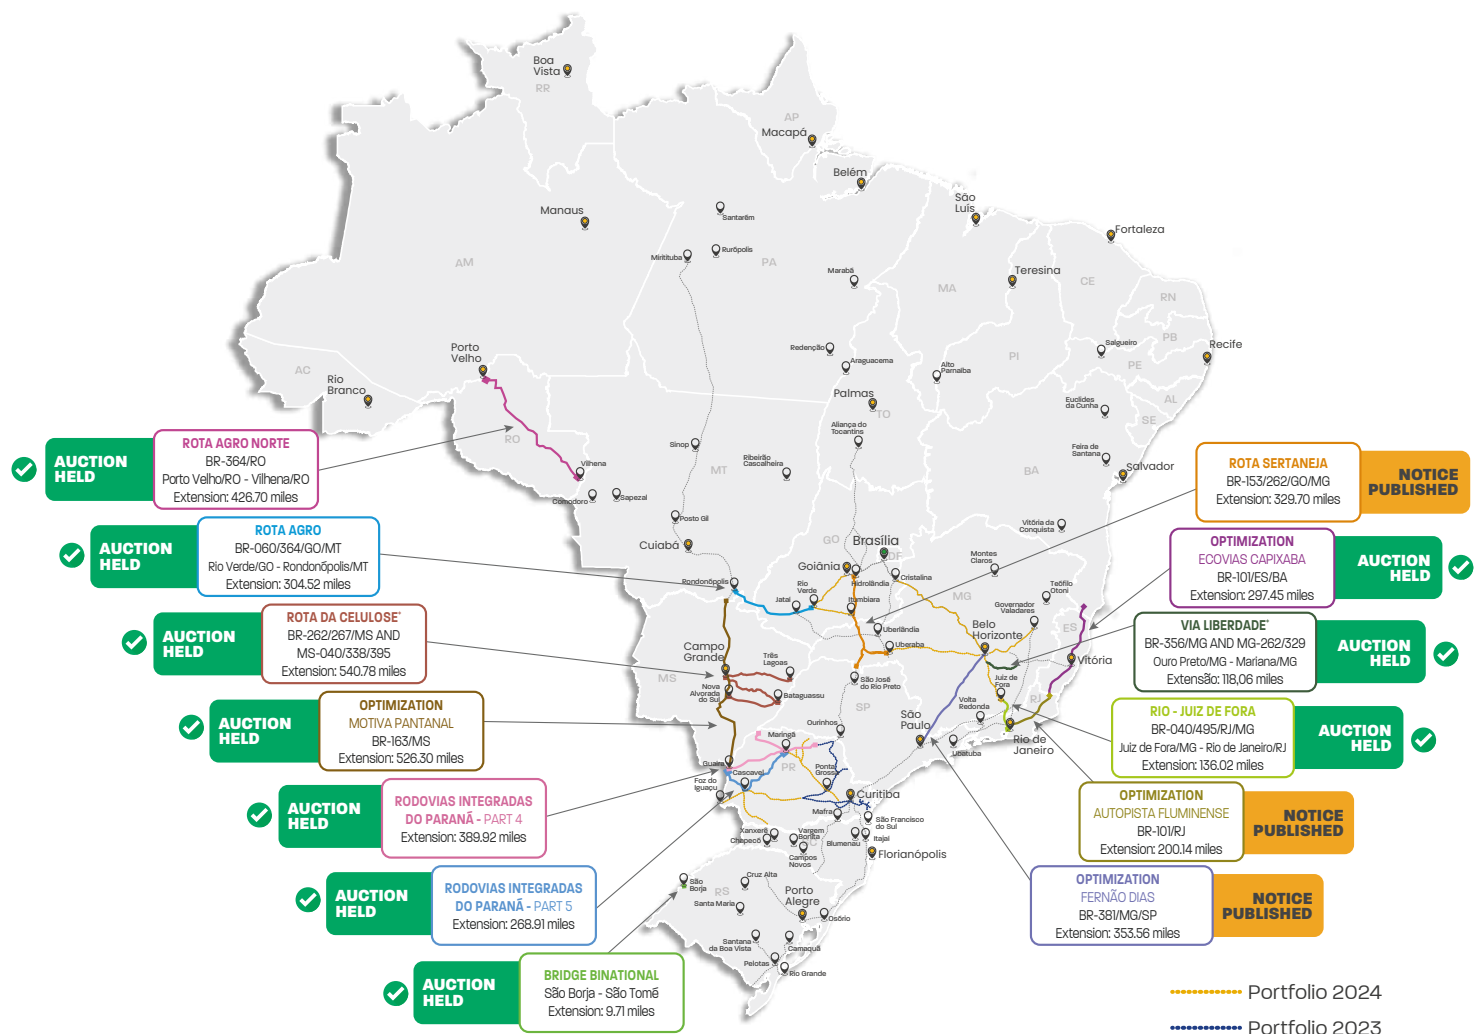 Boa
Vista
RR
AP
Macapá
Belém
São
Luís
Fortaleza
Manaus
Santarém
Rurópolis
Miritituba
AM
PA
Marabá
MA
Teresina
CE
RN
PB
Recife
PI
PE
Salgueiro
AL
SE
Redenção
Araguacema
Alto
Parnaíba
Palmas
TO
Euclides
da Cunha
Aliança do
Tocantins
Feira de
Santana
Salvador
BA
Porto
Velho
AC
Rio
Branco
RO
Vilhena
Comodoro
Sapezal
Sinop
MT
Ribeirão
Cascalheira
Posto Gil
Cuiabá
Rondonópolis
Vitória da
Conquista
GO
Brasília
DF
Goiânia
Hidrolândia
Cristalina
Montes
Claros
Rio
Verde
Jataí
Itumbiara
MG
Teófilo
Otoni
Governador
Valadares
Uberlândia
Uberaba
Belo
Horizonte
ES
Vitória
Campo
Grande
MS
Três
Lagoas
Nova
Alvorada
do Sul
Bataguassu
São José
do Rio Preto
SP
Juiz de
Fora
RJ
Volta
Redonda
São
Paulo
Rio de
Janeiro
Ubatuba
Ourinhos
Maringá
PR
Guaíra
Cascavel
Ponta
Grossa
Foz do
Iguaçu
Curitiba
Mafra
São Francisco
do Sul
Xanxerê
Chapecó
Vargem
Bonita
Campos
Novos
Blumenau
Itajaí
Florianópolis
São
Borja
Cruz Alta
RS
Santa Maria
Porto
Alegre
Osório
Santana
da Boa Vista
Camaquã
Pelotas
Rio Grande
AUCTION
HELD
ROTA AGRO NORTE
BR-364/RO
Porto Velho/RO - Vilhena/RO
Extension: 426.70 miles
AUCTION
HELD
ROTA AGRO
BR-060/364/GO/MT
Rio Verde/GO - Rondonópolis/MT
Extension: 304.52 miles
AUCTION
HELD
ROTA DA CELULOSE*
BR-262/267/MS AND
MS-040/338/395
Extension: 540.78 miles
AUCTION
HELD
OPTIMIZATION
MOTIVA PANTANAL
BR-163/MS
Extension: 526.30 miles
AUCTION
HELD
RODOVIAS INTEGRADAS
DO PARANÁ - PART 4
Extension: 389.92 miles
AUCTION
HELD
RODOVIAS INTEGRADAS
DO PARANÁ - PART 5
Extension: 268.91 miles
AUCTION
HELD
BRIDGE BINATIONAL
São Borja - São Tomé
Extension: 9.71 miles
ROTA SERTANEJA
BR-153/262/GO/MG
Extension: 329.70 miles
NOTICE
PUBLISHED
OPTIMIZATION
ECOVIAS CAPIXABA
BR-101/ES/BA
Extension: 297.45 miles
AUCTION
HELD
VIA LIBERDADE*
BR-356/MG AND MG-262/329
Ouro Preto/MG - Mariana/MG
Extensão: 118,06 miles
AUCTION
HELD
RIO - JUIZ DE FORA
BR-040/495/RJ/MG
Juiz de Fora/MG - Rio de Janeiro/RJ
Extension: 136.02 miles
AUCTION
HELD
OPTIMIZATION
AUTOPISTA FLUMINENSE
BR-101/RJ
Extension: 200.14 miles
NOTICE
PUBLISHED
OPTIMIZATION
FERNÃO DIAS
BR-381/MG/SP
Extension: 353.56 miles
NOTICE
PUBLISHED
Portfolio 2024
Portfolio 2023